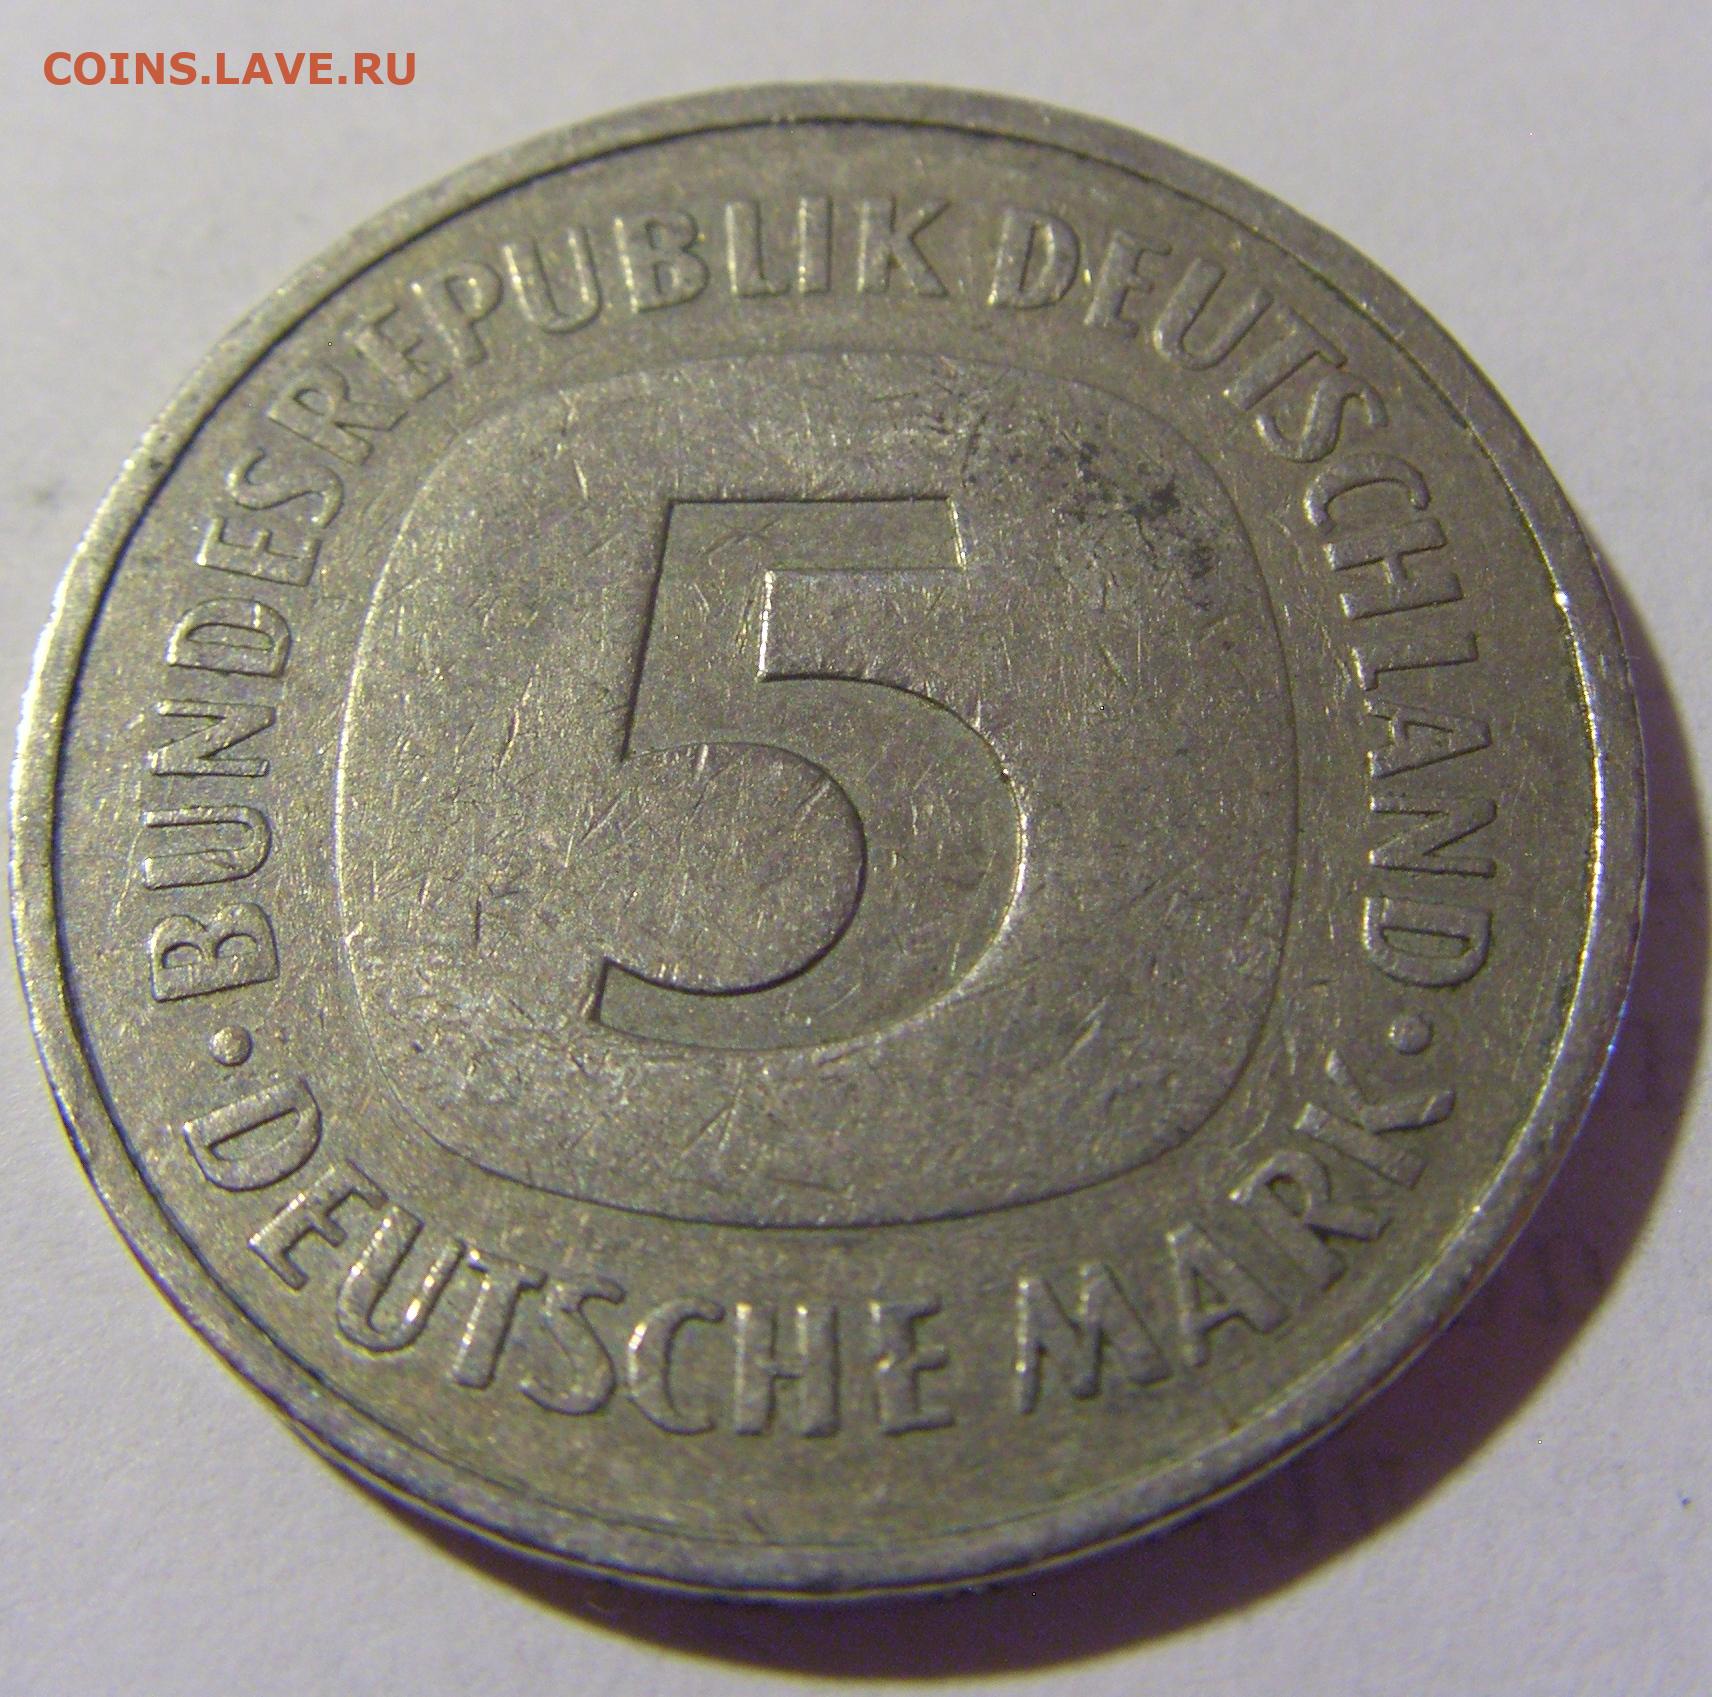 COINS.LAVE.RU
BUNDESREPUBLIK DEUTSCHLAND
5
· DEUTSCHE MARK ·